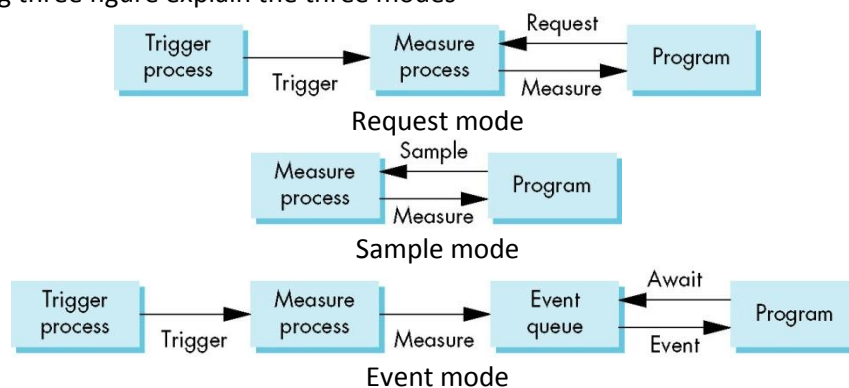 g three figure explain the three modes
Trigger process
Trigger
Measure process
Request
Measure
Program
Request mode
Measure process
Sample
Measure
Program
Sample mode
Trigger process
Trigger
Measure process
Measure
Event queue
Await
Event
Program
Event mode